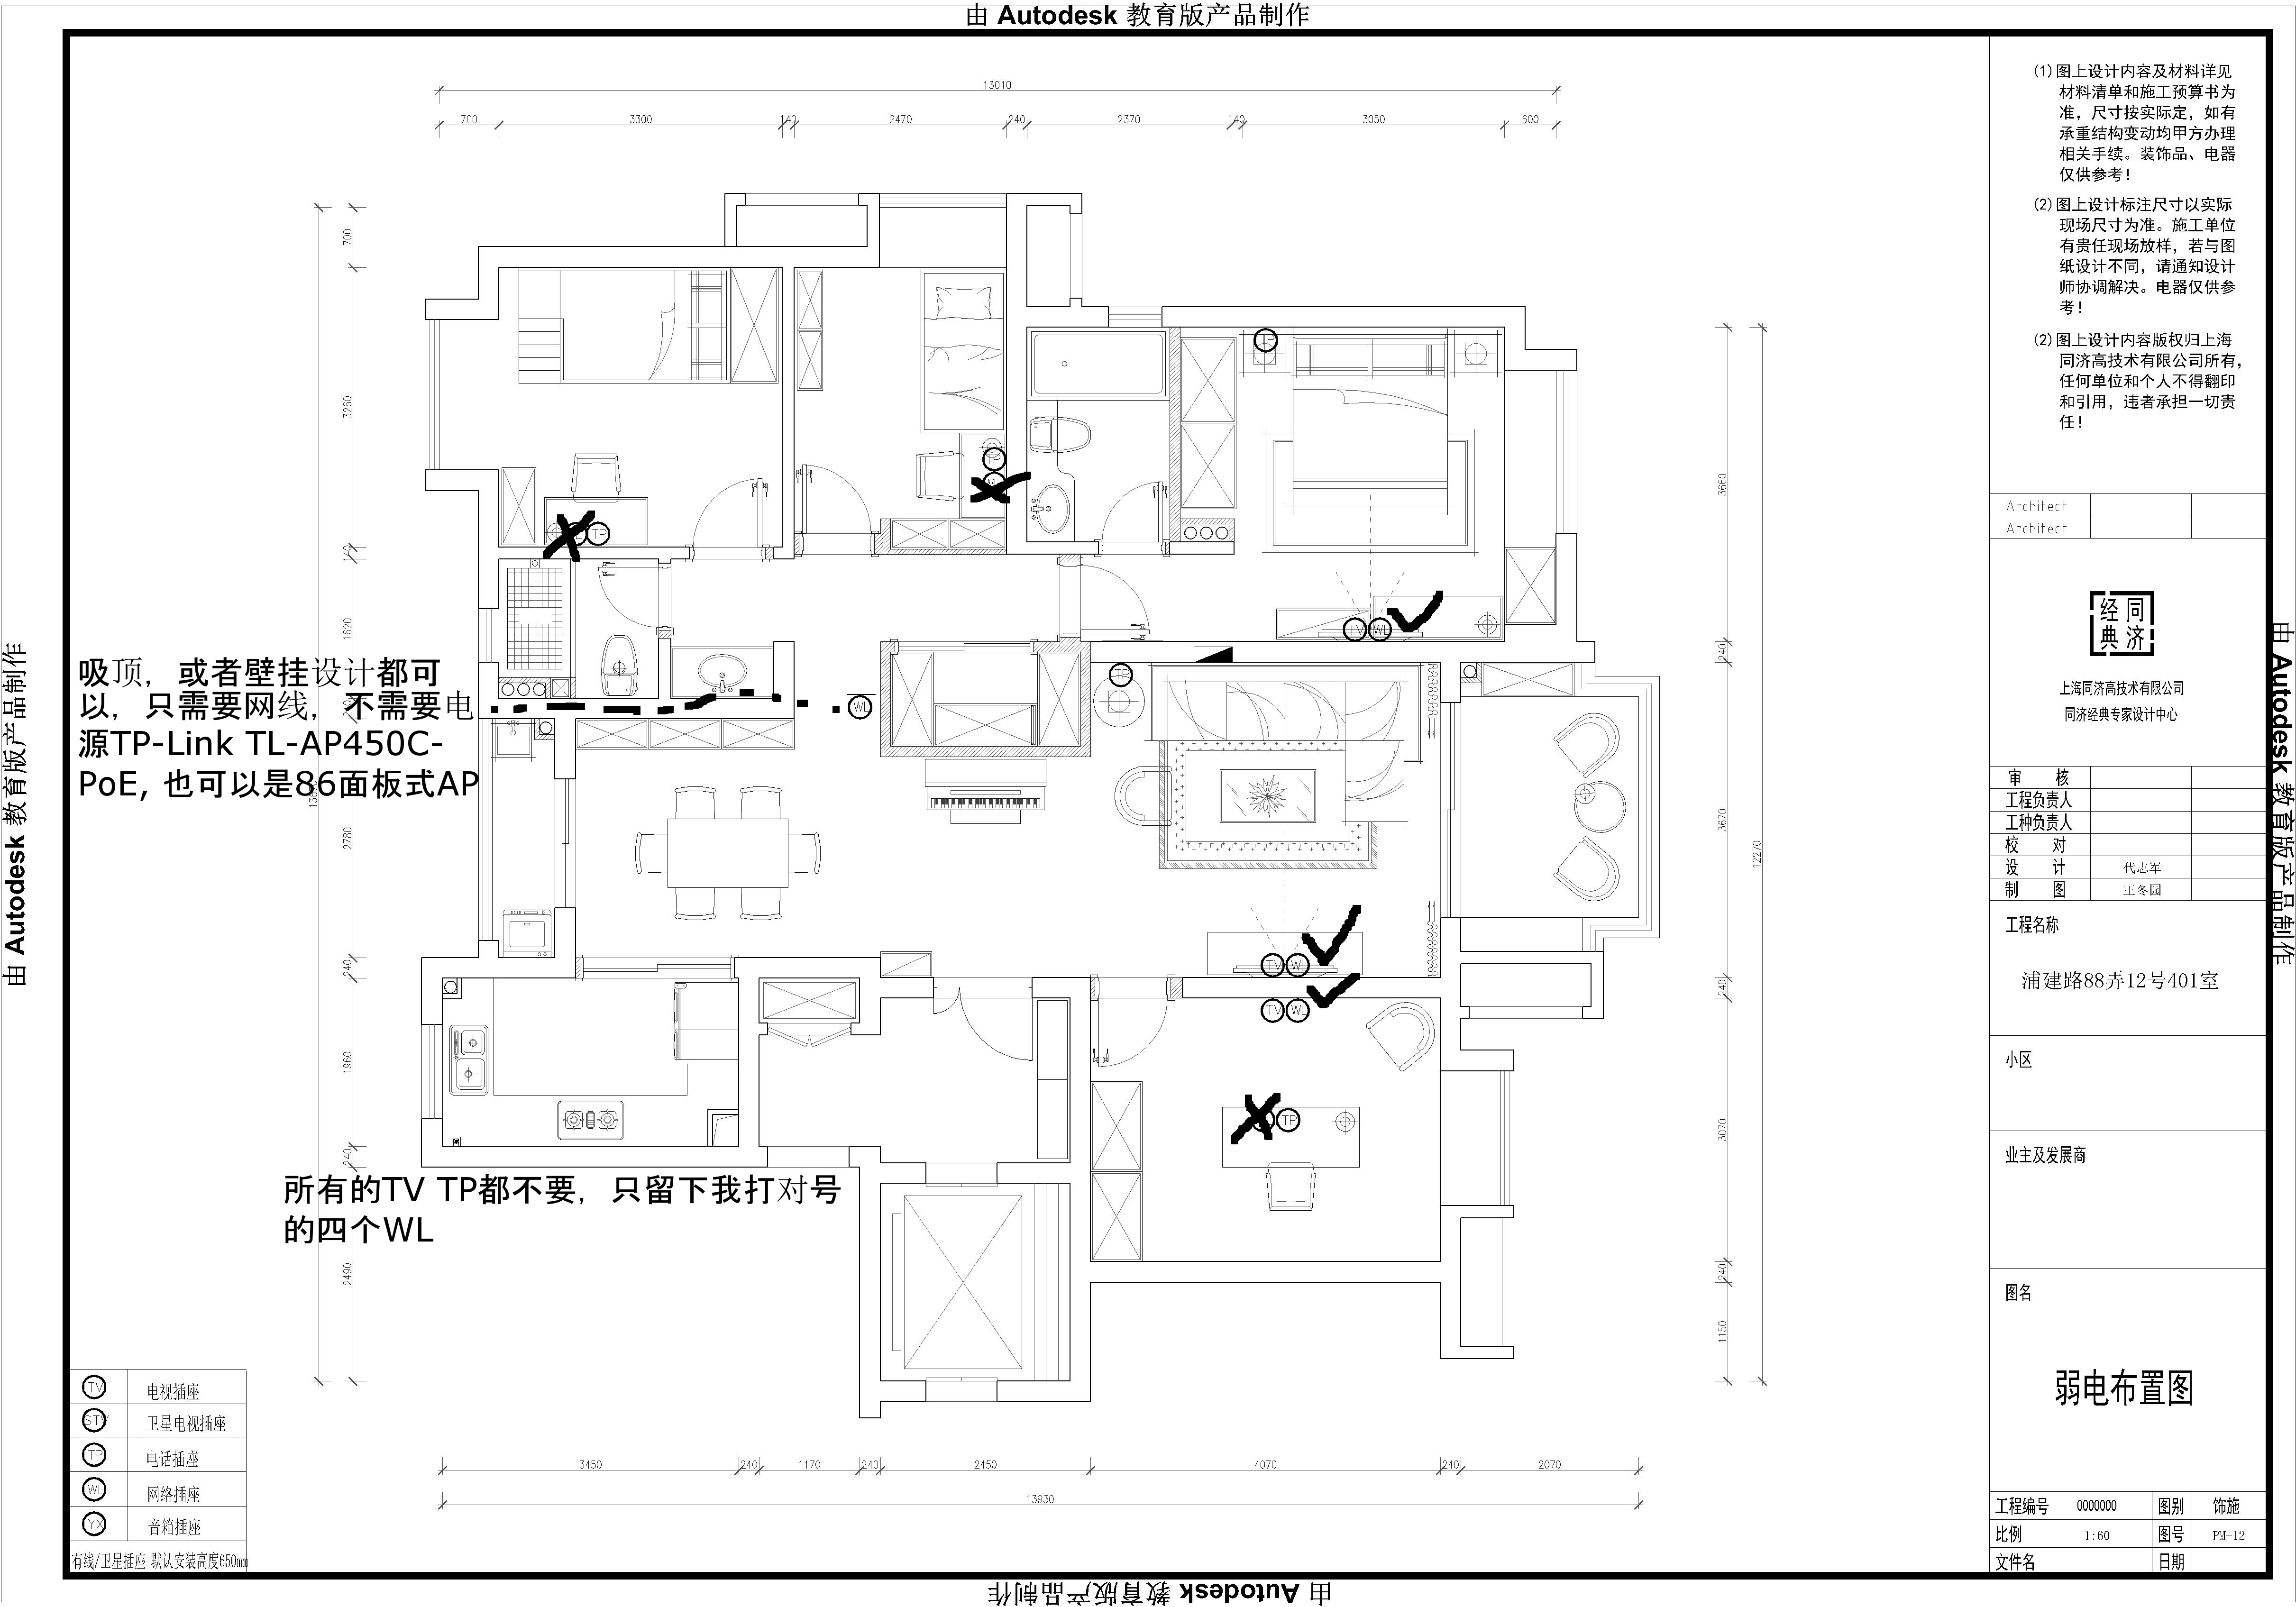 由 Autodesk 教育版产品制作
13010
700
3300
140
2470
240
2370
140
3050
600
700
3260
140
1620
240
2780
240
1960
240
2490
TP
TP
TP
TV
WL
TP
WL
TV
WL
TV
WL
TP
3660
240
3670
240
3070
240
1150
12270
吸顶，或者壁挂设计都可
以，只需要网线，不需要电
源TP-Link TL-AP450C-
PoE, 也可以是86面板式AP
所有的TV TP都不要，只留下我打对号
的四个WL
3450
240
1170
240
2450
4070
240
2070
13930
TV 电视插座
STV 卫星电视插座
TP 电话插座
WL 网络插座
YX 音箱插座
有线/卫星插座 默认安装高度650mm
(1)图上设计内容及材料详见
材料清单和施工预算书为
准，尺寸按实际定，如有
承重结构变动均甲方办理
相关手续。装饰品、电器
仅供参考！
(2)图上设计标注尺寸以实际
现场尺寸为准。施工单位
有责任现场放样，若与图
纸设计不同，请通知设计
师协调解决。电器仅供参
考！
(2)图上设计内容版权归上海
同济高技术有限公司所有，
任何单位和个人不得翻印
和引用，违者承担一切责
任！
Architect
Architect
经同
典济
上海同济高技术有限公司
同济经典专家设计中心
审 核
工程负责人
工种负责人
校 对
设 计 代志军
制 图 王冬园
工程名称
浦建路88弄12号401室
小区
业主及发展商
图名
弱电布置图
工程编号 0000000 图别 饰施
比例 1:60 图号 PM-12
文件名 日期
由 Autodesk 教育版产品制作
由 Autodesk 教育版产品制作
由 Autodesk 教育版产品制作